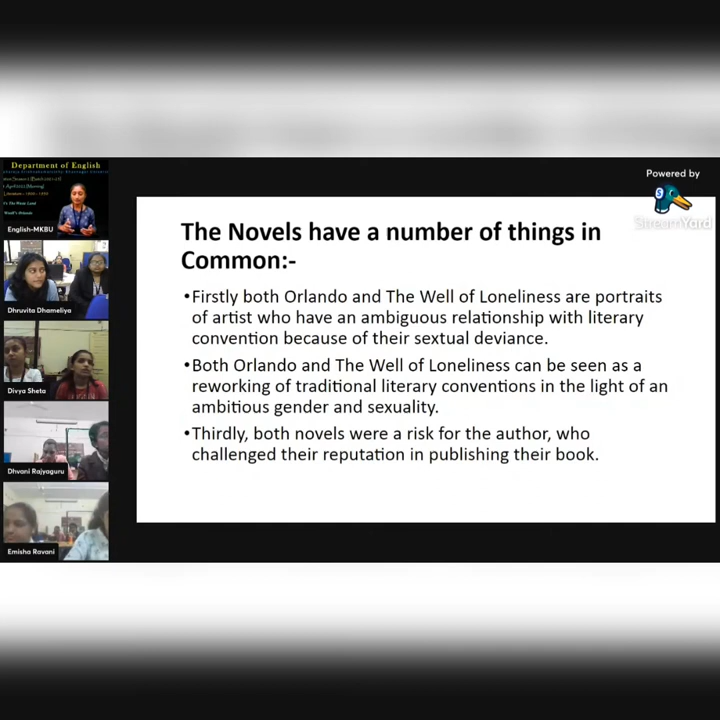 Department of English
English-MKBU
Dhruvita Dhameliya
Divya Sheta
Dhvani Rajyaguru
Emisha Ravani
Powered by
StreamYard
The Novels have a number of things in
Common:-
•Firstly both Orlando and The Well of Loneliness are portraits
of artist who have an ambiguous relationship with literary
convention because of their sextual deviance.
•Both Orlando and The Well of Loneliness can be seen as a
reworking of traditional literary conventions in the light of an
ambitious gender and sexuality.
•Thirdly, both novels were a risk for the author, who
challenged their reputation in publishing their book.